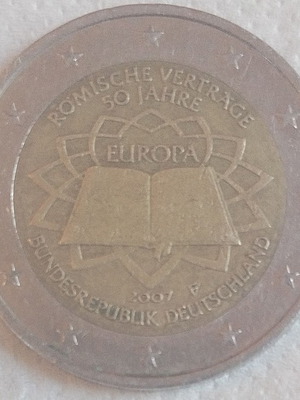 RÖMISCHE VERTRÄGE
50 JAHRE
EUROPA
2007 F
BUNDESREPUBLIK DEUTSCHLAND